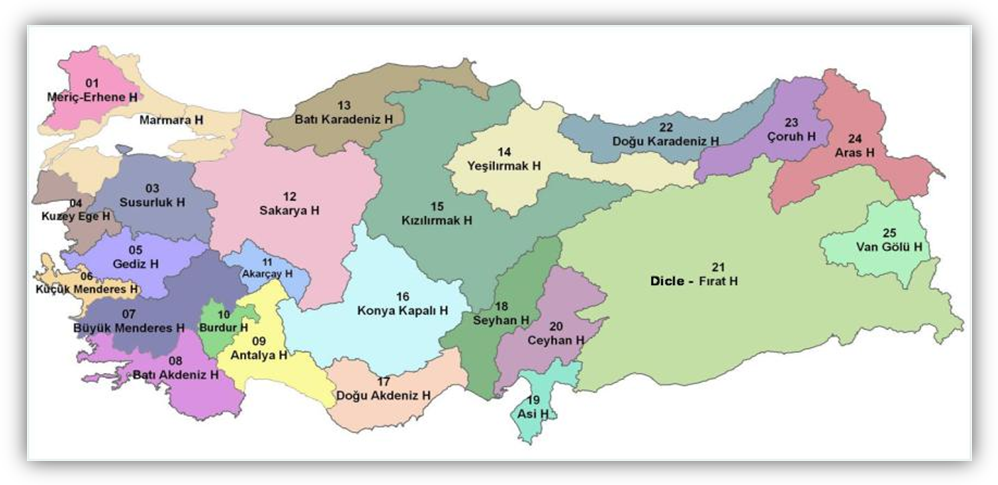 01
Meriç-Erhene H
Marmara H
03
Susurluk H
04
Kuzey Ege H
05
Gediz H
06
Küçük Menderes H
07
Büyük Menderes H
08
Batı Akdeniz H
09
Antalya H
10
Burdur H
11
Akarçay H
12
Sakarya H
13
Batı Karadeniz H
14
Yeşilırmak H
15
Kızılırmak H
16
Konya Kapalı H
17
Doğu Akdeniz H
18
Seyhan H
19
Asi H
20
Ceyhan H
21
Dicle - Fırat H
22
Doğu Karadeniz H
23
Çoruh H
24
Aras H
25
Van Gölü H